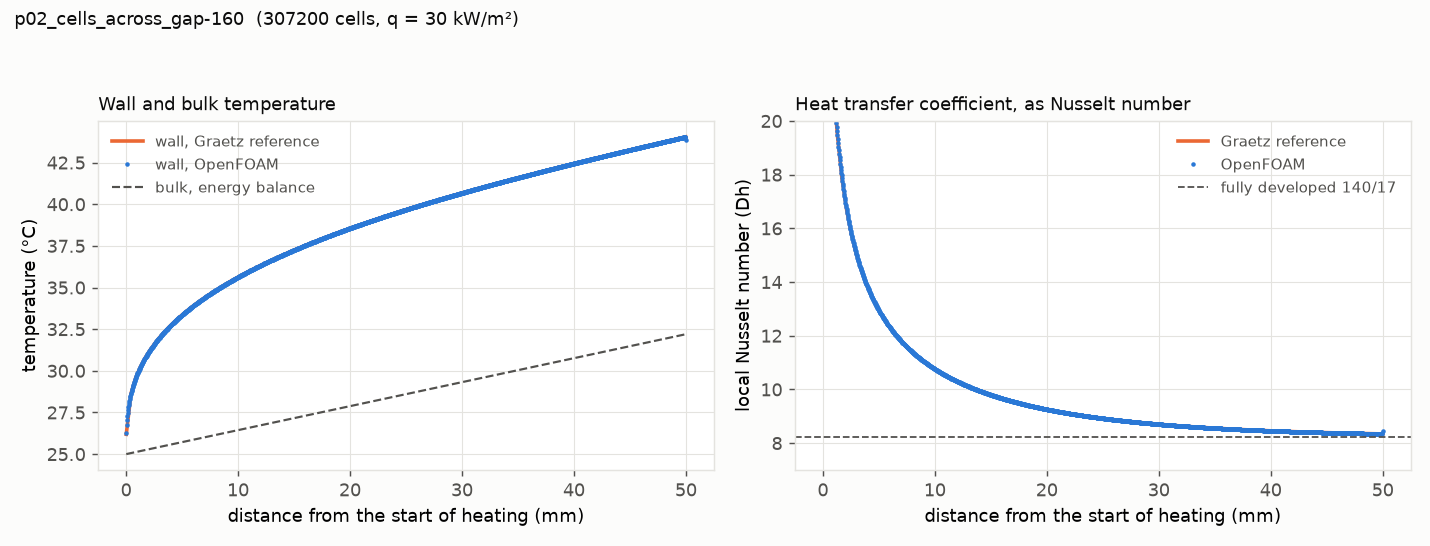 p02_cells_across_gap-160  (307200 cells, q = 30 kW/m²)
Wall and bulk temperature
wall, Graetz reference
wall, OpenFOAM
bulk, energy balance
temperature (°C)
42.5
40.0
37.5
35.0
32.5
30.0
27.5
25.0
0 10 20 30 40 50
distance from the start of heating (mm)
Heat transfer coefficient, as Nusselt number
Graetz reference
OpenFOAM
fully developed 140/17
local Nusselt number (Dh)
20
18
16
14
12
10
8
0 10 20 30 40 50
distance from the start of heating (mm)